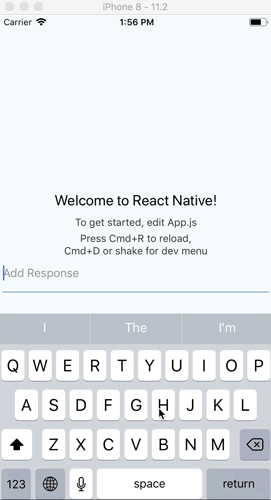 iPhone 8 - 11.2
Carrier 1:56 PM
Welcome to React Native!
To get started, edit App.js
Press Cmd+R to reload,
Cmd+D or shake for dev menu
Add Response
I The I'm
Q W E R T Y U I O P
A S D F G H J K L
Z X C V B N M
123 space return